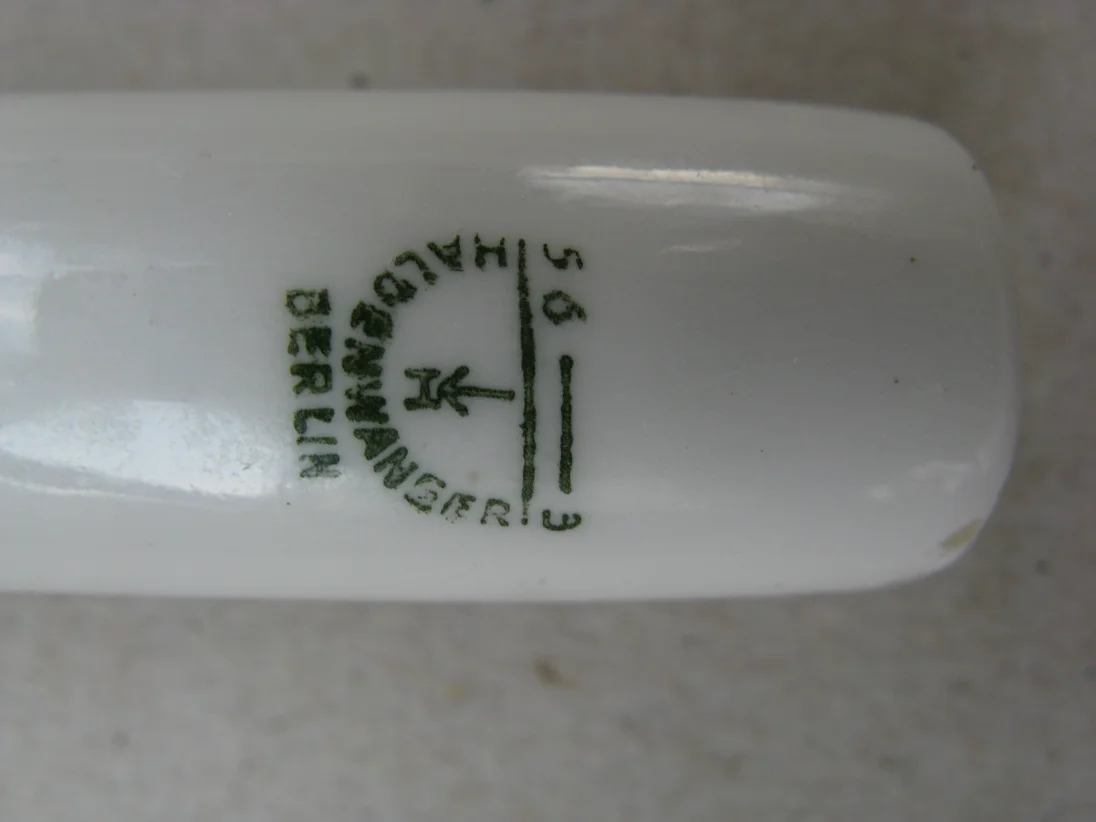 56 — 3
H
HALDENWANGER
BERLIN